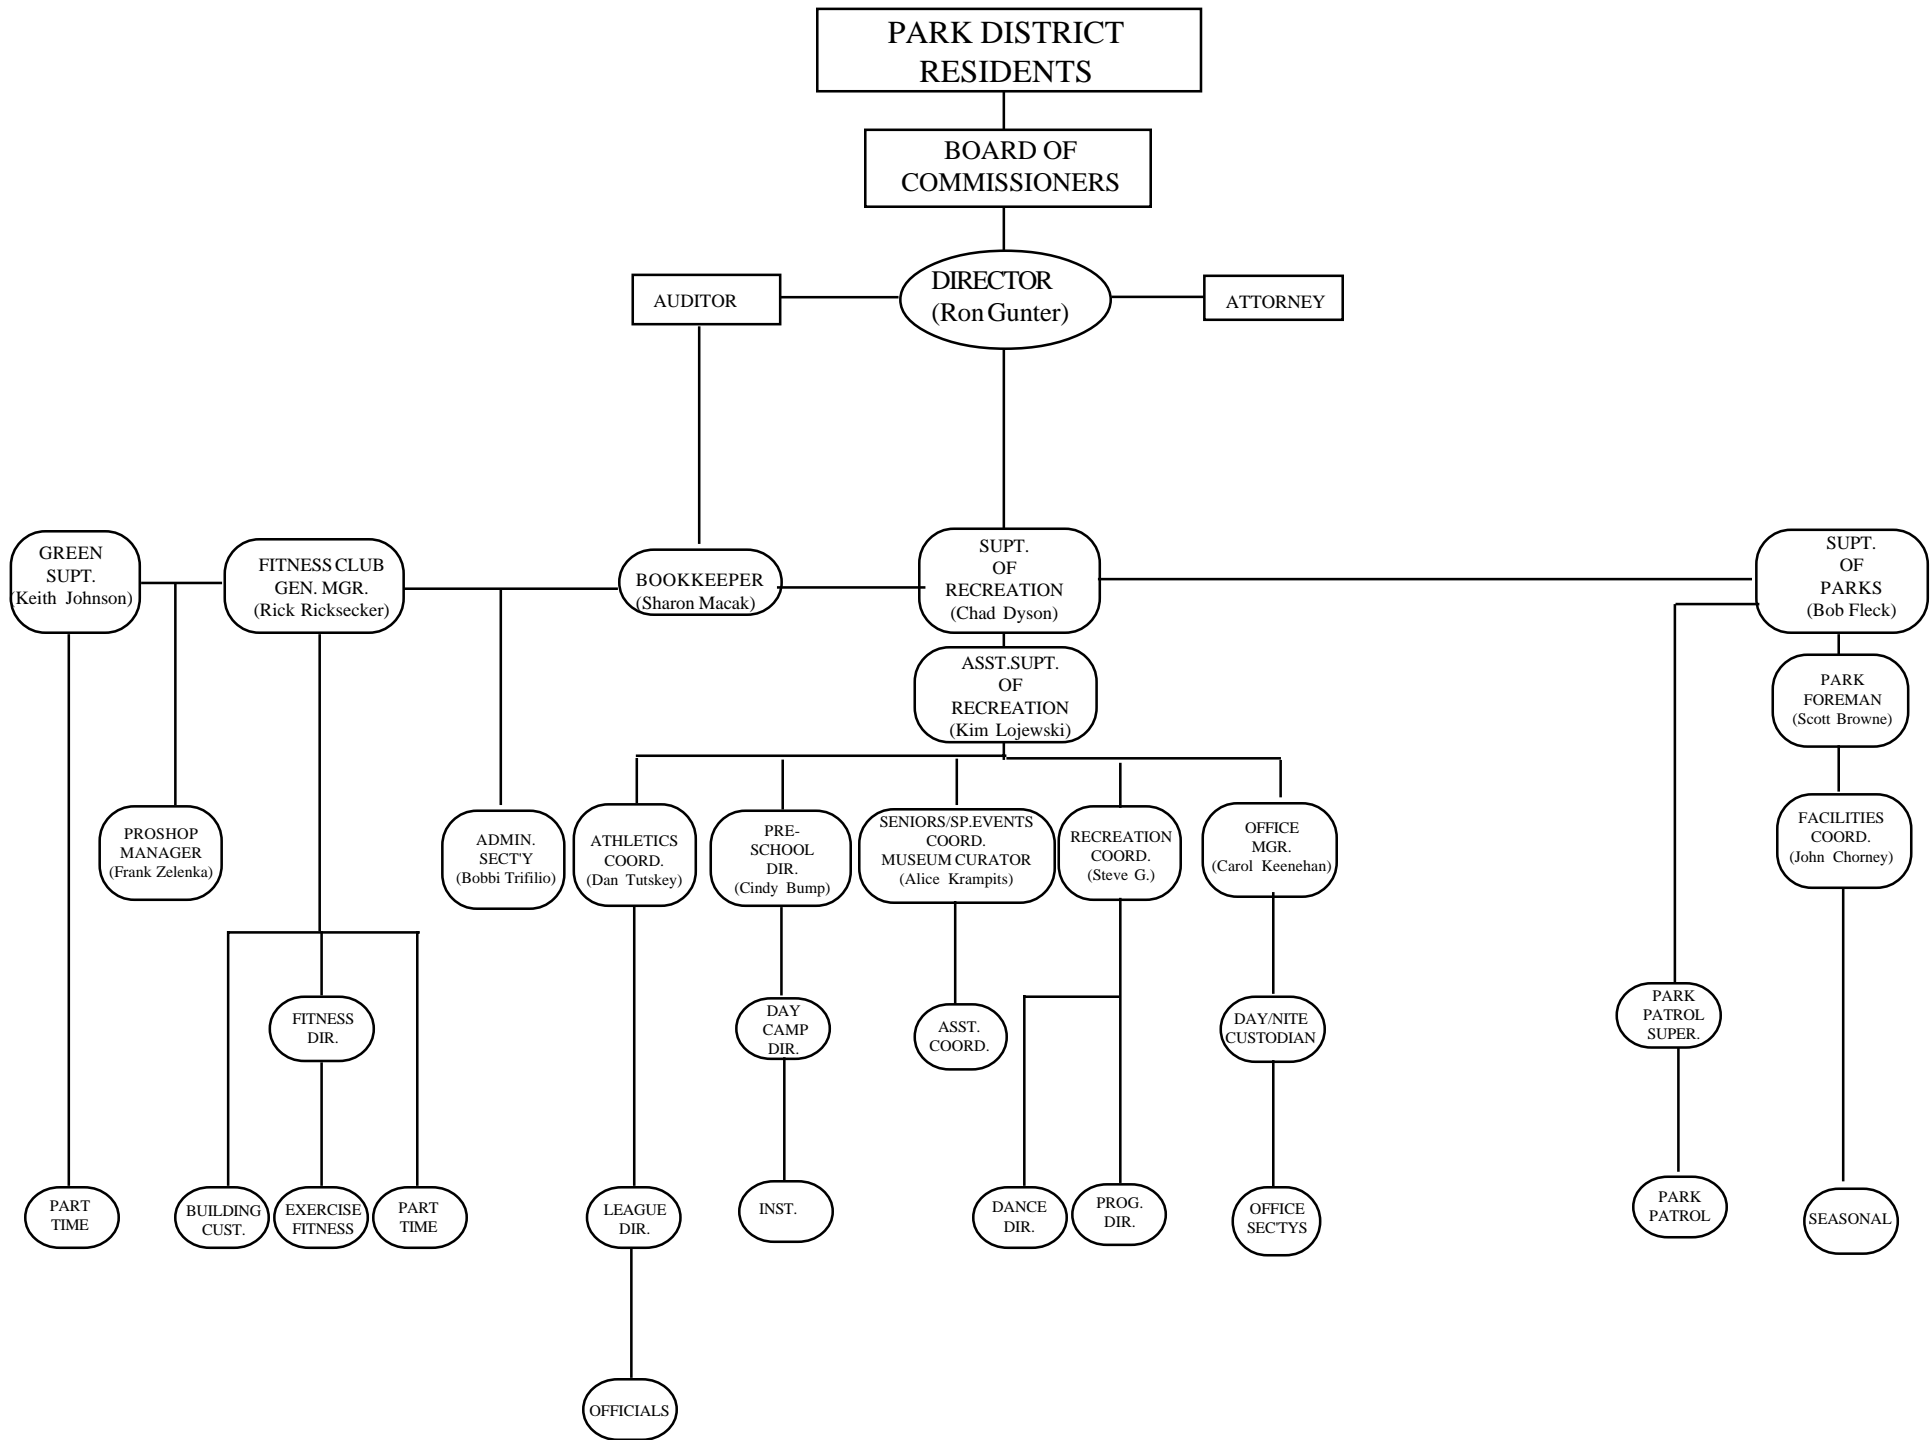 PARK DISTRICT
RESIDENTS
BOARD OF
COMMISSIONERS
DIRECTOR
(Ron Gunter)
AUDITOR
ATTORNEY
GREEN
SUPT.
(Keith Johnson)
FITNESS CLUB
GEN. MGR.
(Rick Ricksecker)
BOOKKEEPER
(Sharon Macak)
SUPT.
OF
RECREATION
(Chad Dyson)
SUPT.
OF
PARKS
(Bob Fleck)
ASST.SUPT.
OF
RECREATION
(Kim Lojewski)
PARK
FOREMAN
(Scott Browne)
PROSHOP
MANAGER
(Frank Zelenka)
ADMIN.
SECT'Y
(Bobbi Trifilio)
ATHLETICS
COORD.
(Dan Tutskey)
PRE-
SCHOOL
DIR.
(Cindy Bump)
SENIORS/SP.EVENTS
COORD.
MUSEUM CURATOR
(Alice Krampits)
RECREATION
COORD.
(Steve G.)
OFFICE
MGR.
(Carol Keenehan)
FACILITIES
COORD.
(John Chorney)
FITNESS
DIR.
DAY
CAMP
DIR.
ASST.
COORD.
DAY/NITE
CUSTODIAN
PARK
PATROL
SUPER.
PART
TIME
BUILDING
CUST.
EXERCISE
FITNESS
PART
TIME
LEAGUE
DIR.
INST.
DANCE
DIR.
PROG.
DIR.
OFFICE
SEC'TYS
PARK
PATROL
SEASONAL
OFFICIALS